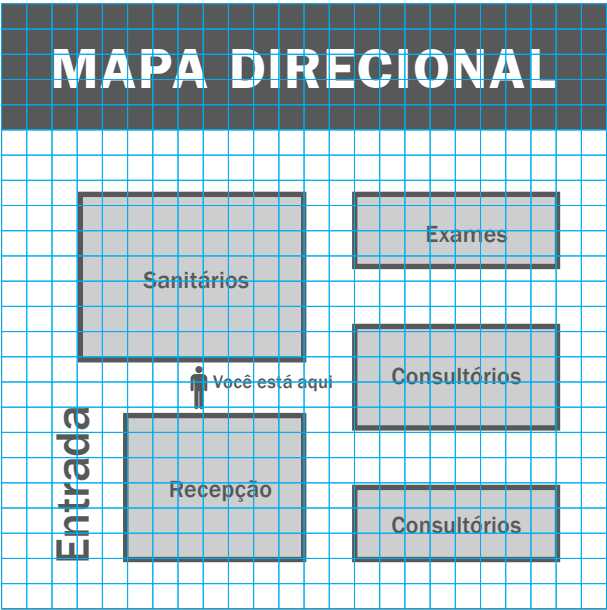 MAPA DIRECIONAL
Exames
Sanitários
Você está aqui
Consultórios
Entrada
Recepção
Consultórios